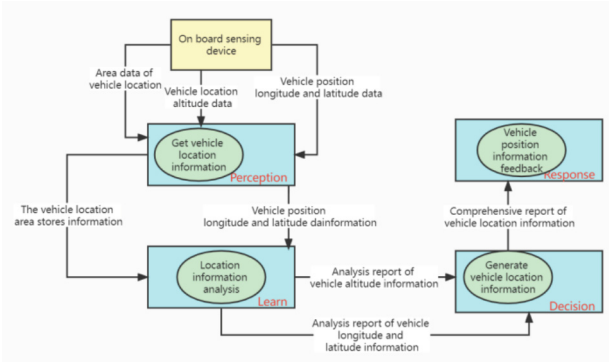 On board sensing
device
Area data of
vehicle location
Vehicle location
altitude data
Vehicle position
longitude and latitude data
Get vehicle
location
information
Perception
Vehicle
position
information
feedback
Response
The vehicle location
area stores information
Vehicle position
longitude and latitude dainformation
Comprehensive report of
vehicle location information
Location
information
analysis
Learn
Analysis report of
vehicle altitude information
Generate
vehicle location
information
Decision
Analysis report of vehicle
longitude and
latitude information